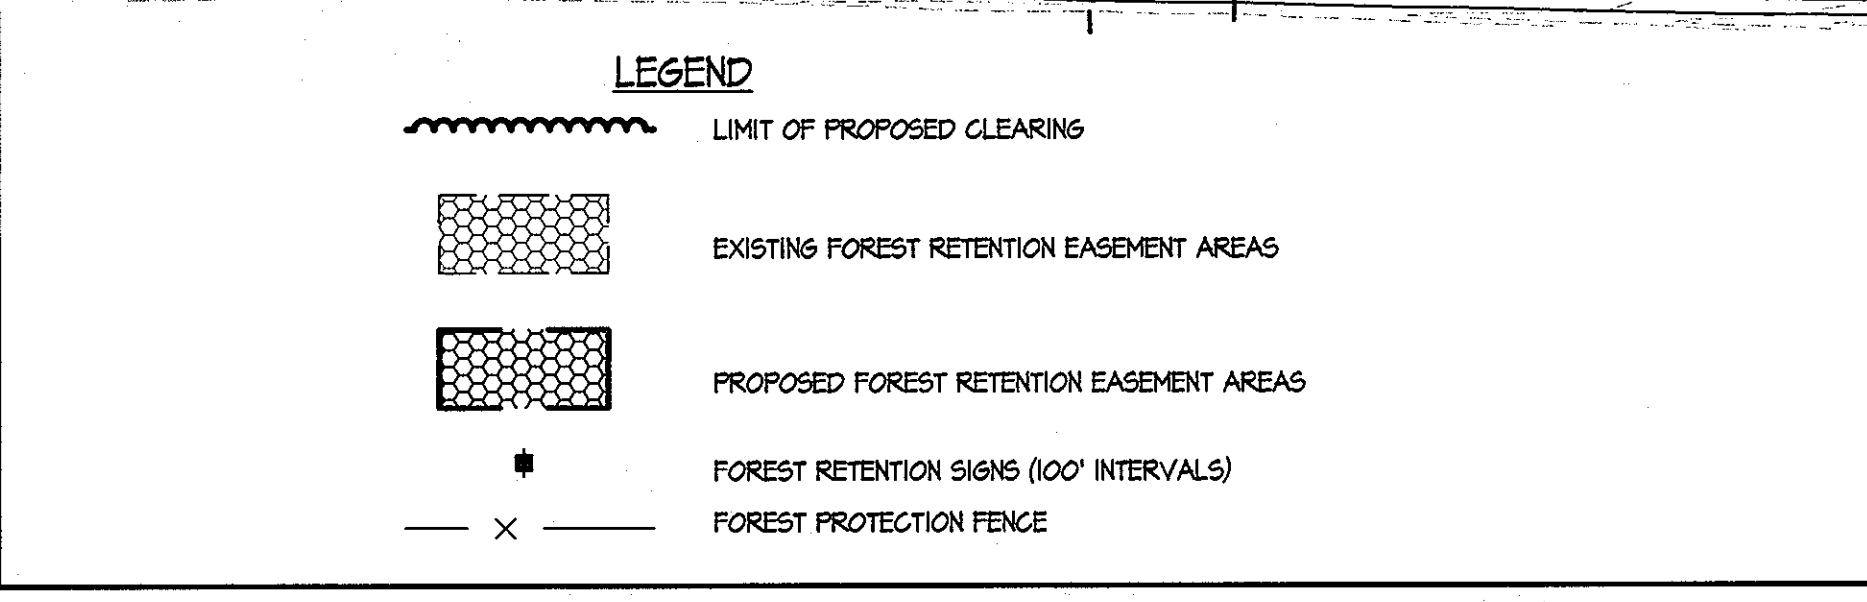 LEGEND
LIMIT OF PROPOSED CLEARING
EXISTING FOREST RETENTION EASEMENT AREAS
PROPOSED FOREST RETENTION EASEMENT AREAS
FOREST RETENTION SIGNS (100' INTERVALS)
FOREST PROTECTION FENCE